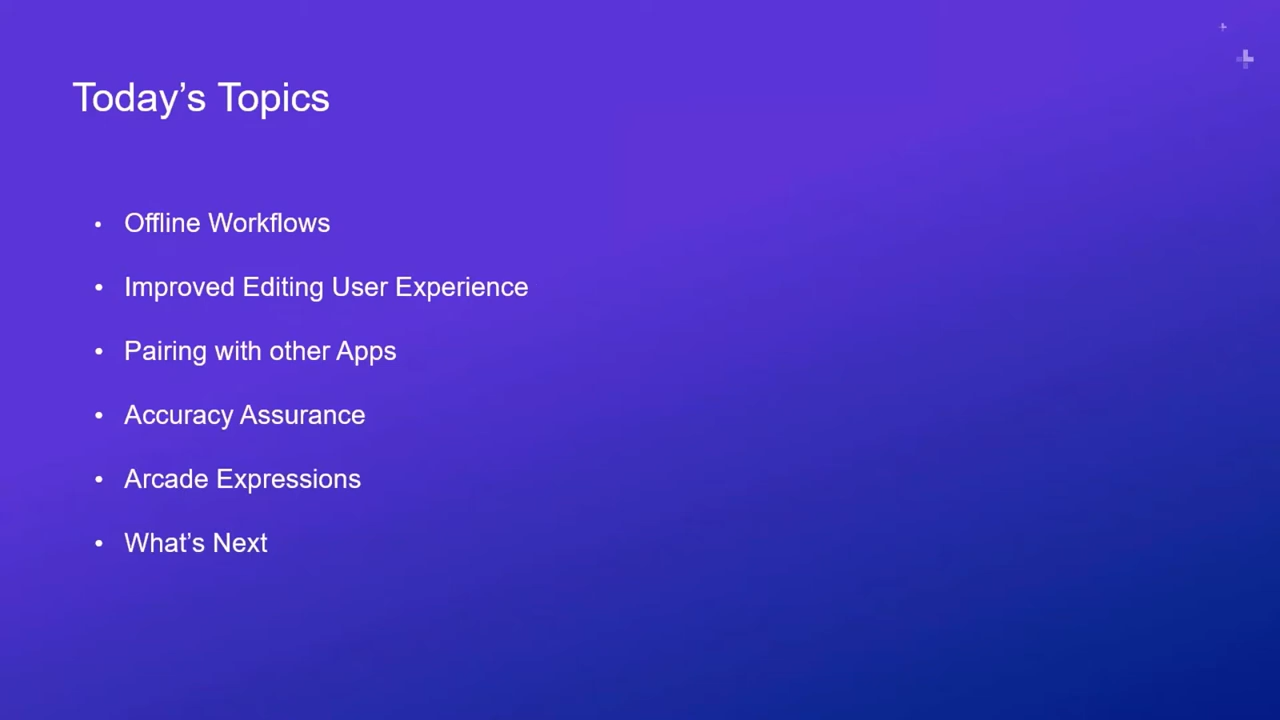 Today’s Topics
• Offline Workflows
• Improved Editing User Experience
• Pairing with other Apps
• Accuracy Assurance
• Arcade Expressions
• What’s Next